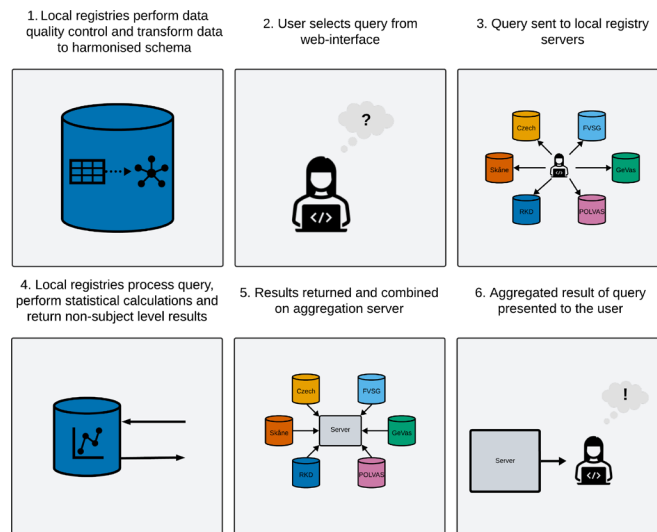 1. Local registries perform data
quality control and transform data
to harmonised schema
2. User selects query from
web-interface
?
</>
3. Query sent to local registry
servers
Czech
FVSG
Skåne
GeVas
RKD
POLVAS
</>
4. Local registries process query,
perform statistical calculations and
return non-subject level results
5. Results returned and combined
on aggregation server
Czech
FVSG
Skåne
Server
GeVas
RKD
POLVAS
6. Aggregated result of query
presented to the user
!
Server
</>